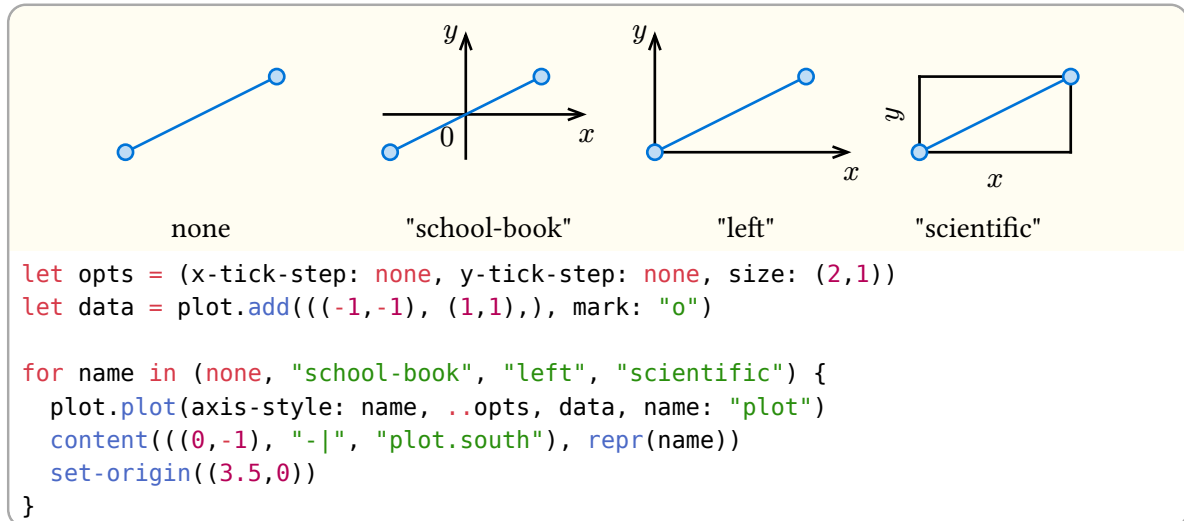 y y
0 x x y x
none "school-book" "left" "scientific"
let opts = (x-tick-step: none, y-tick-step: none, size: (2,1))
let data = plot.add(((-1,-1), (1,1),), mark: "o")
for name in (none, "school-book", "left", "scientific") {
  plot.plot(axis-style: name, ..opts, data, name: "plot")
  content(((0,-1), "-|", "plot.south"), repr(name))
  set-origin((3.5,0))
}